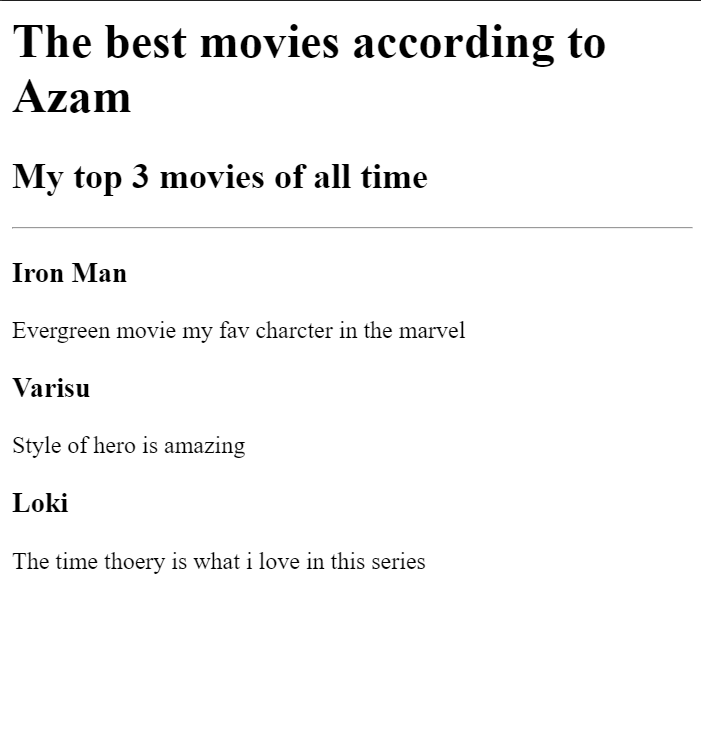 The best movies according to
Azam
My top 3 movies of all time
Iron Man
Evergreen movie my fav charcter in the marvel
Varisu
Style of hero is amazing
Loki
The time thoery is what i love in this series